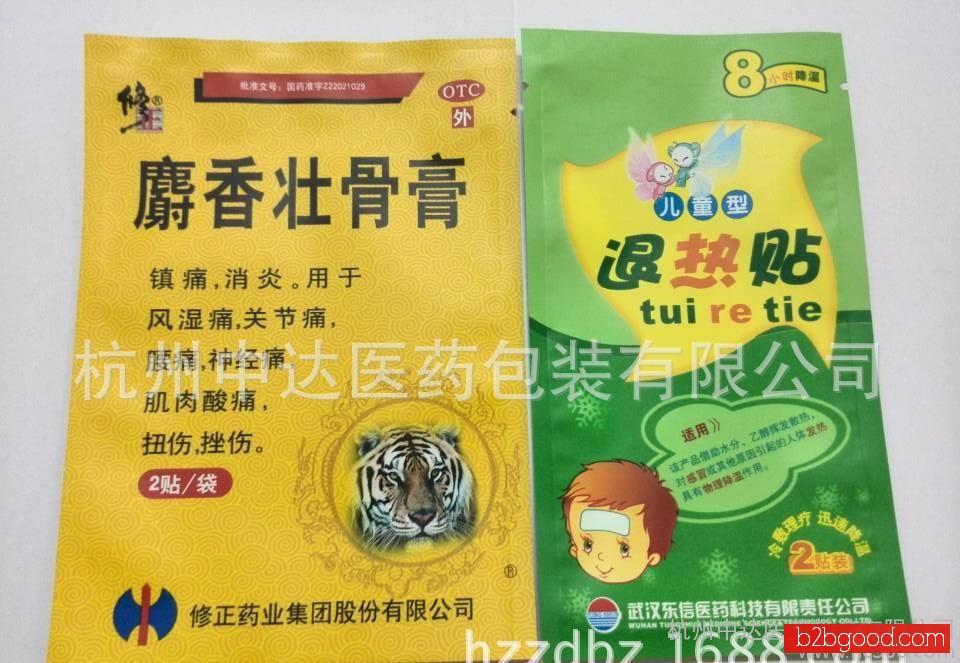 修®
正
批准文号：国药准字Z22021029
OTC
外
麝香壮骨膏
镇痛,消炎。用于
风湿痛,关节痛,
腰痛,神经痛,
肌肉酸痛,
扭伤,挫伤。
2贴/袋
®
修正药业集团股份有限公司
8小时降温
儿童型
退热贴
tui re tie
适用》
该产品借助水分、乙醇挥发散热,
对感冒或其他原因引起的人体发热
具有物理降温作用。
冷敷理疗 迅速降温
2贴装
武汉东信医药科技有限责任公司
杭州申达医药包装有限公司
hzzdbz.1688
b2bgood.com